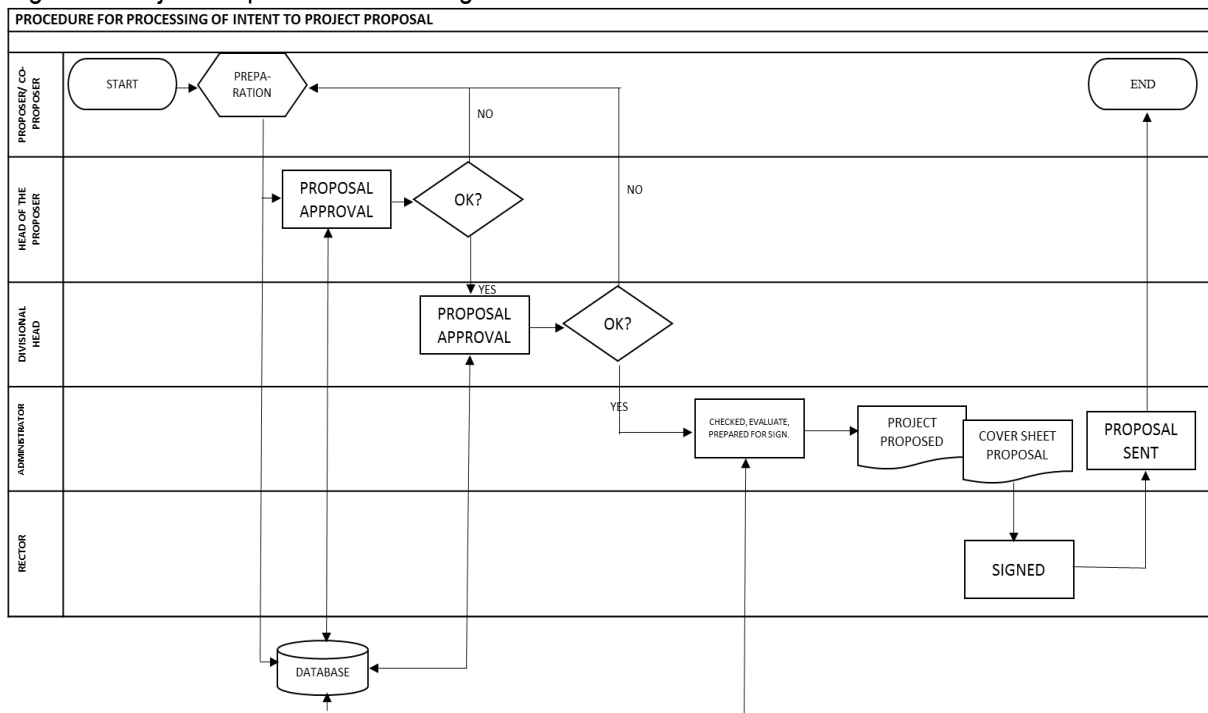 PROCEDURE FOR PROCESSING OF INTENT TO PROJECT PROPOSAL
PROPOSER/ CO-
PROPOSER
START
PREPA-
RATION
END
NO
HEAD OF THE
PROPOSER
PROPOSAL
APPROVAL
OK?
NO
YES
DIVISIONAL
HEAD
PROPOSAL
APPROVAL
OK?
YES
ADMINISTRATOR
CHECKED, EVALUATE,
PREPARED FOR SIGN.
PROJECT
PROPOSED
COVER SHEET
PROPOSAL
PROPOSAL
SENT
RECTOR
SIGNED
DATABASE